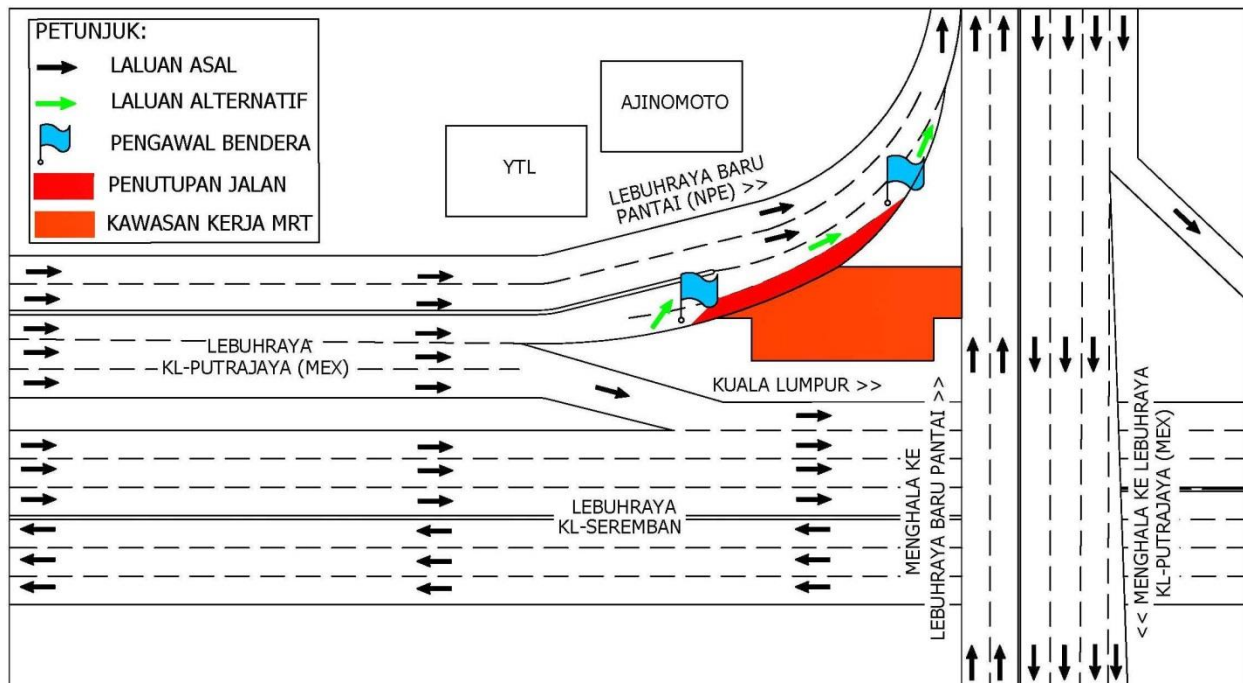 PETUNJUK:
LALUAN ASAL
LALUAN ALTERNATIF
PENGAWAL BENDERA
PENUTUPAN JALAN
KAWASAN KERJA MRT
AJINOMOTO
YTL
LEBUHRAYA BARU
PANTAI (NPE) >>
LEBUHRAYA
KL-PUTRAJAYA (MEX)
KUALA LUMPUR >>
LEBUHRAYA
KL-SEREMBAN
MENGHALA KE
LEBUHRAYA BARU PANTAI >>
<< MENGHALA KE LEBUHRAYA
KL-PUTRAJAYA (MEX)